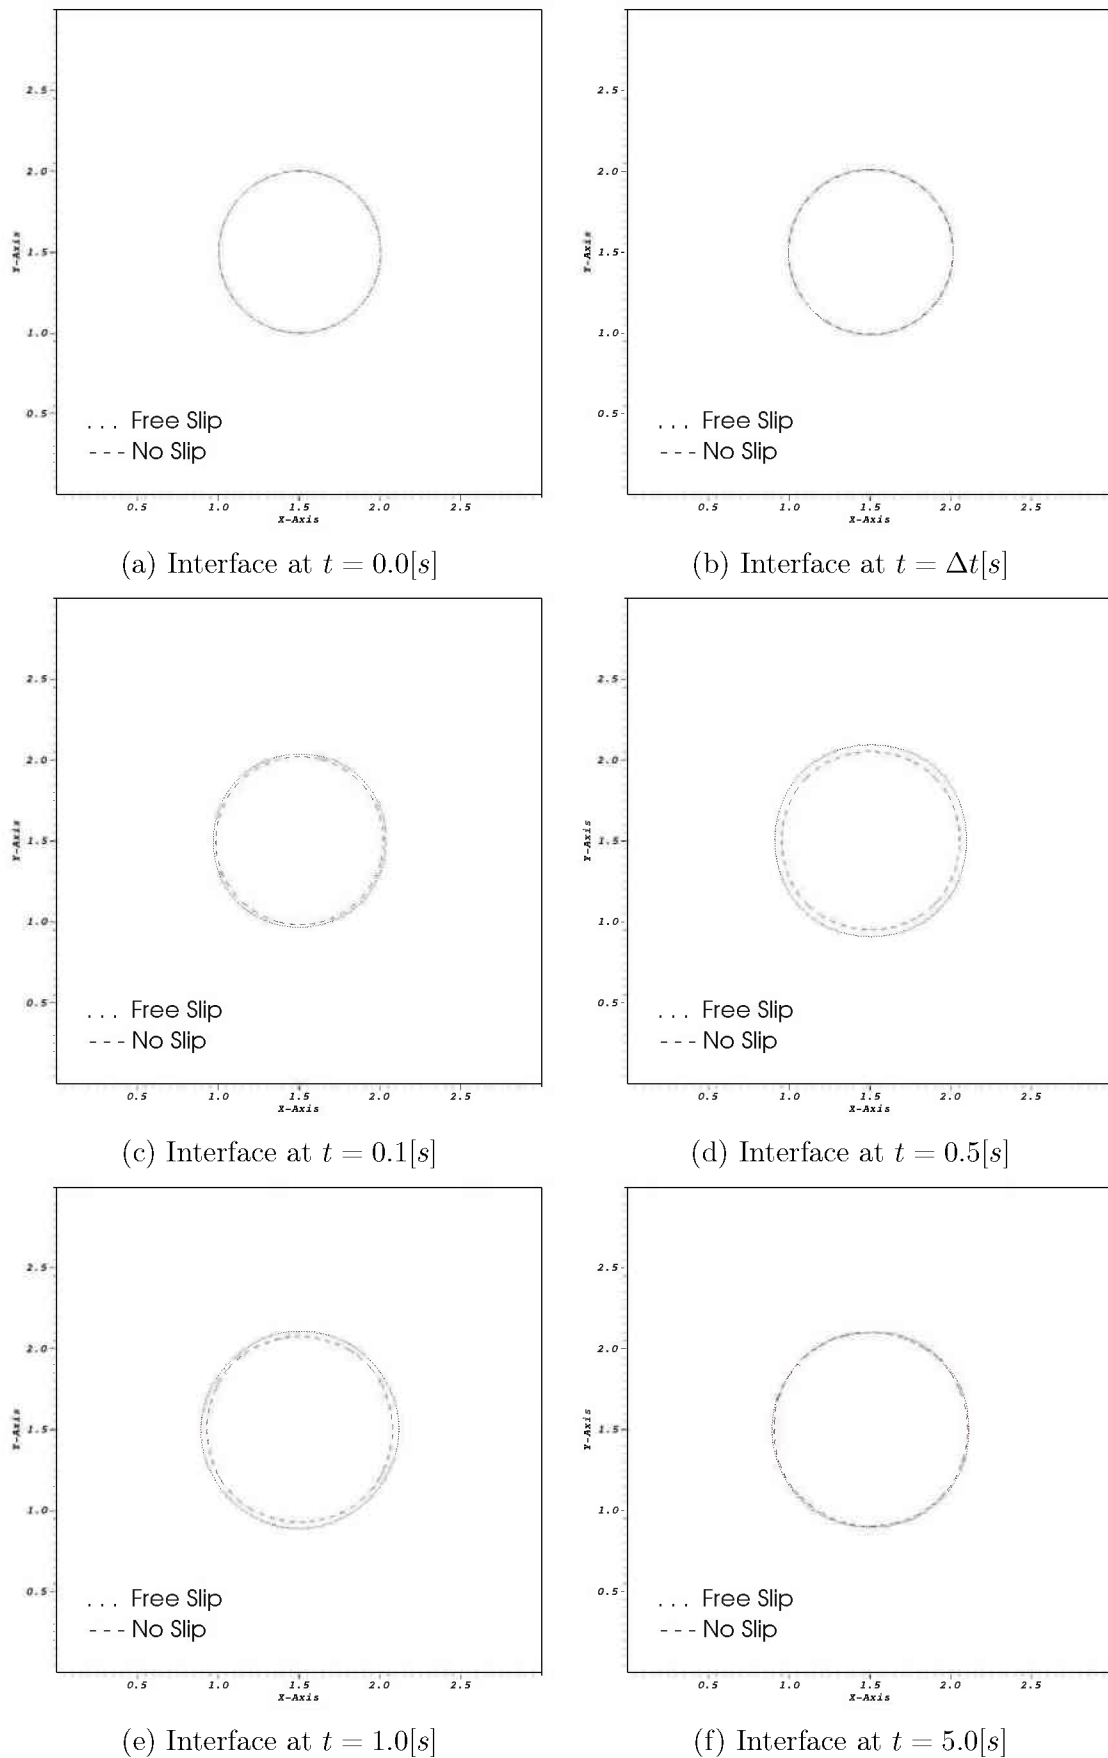 2.5
2.0
Y-Axis
1.5
1.0
0.5
... Free Slip
--- No Slip
0.5 1.0 1.5 2.0 2.5
X-Axis
(a) Interface at t = 0.0[s]
2.5
2.0
Y-Axis
1.5
1.0
0.5
... Free Slip
--- No Slip
0.5 1.0 1.5 2.0 2.5
X-Axis
(b) Interface at t = Δt[s]
2.5
2.0
Y-Axis
1.5
1.0
0.5
... Free Slip
--- No Slip
0.5 1.0 1.5 2.0 2.5
X-Axis
(c) Interface at t = 0.1[s]
2.5
2.0
Y-Axis
1.5
1.0
0.5
... Free Slip
--- No Slip
0.5 1.0 1.5 2.0 2.5
X-Axis
(d) Interface at t = 0.5[s]
2.5
2.0
Y-Axis
1.5
1.0
0.5
... Free Slip
--- No Slip
0.5 1.0 1.5 2.0 2.5
X-Axis
(e) Interface at t = 1.0[s]
2.5
2.0
Y-Axis
1.5
1.0
0.5
... Free Slip
--- No Slip
0.5 1.0 1.5 2.0 2.5
X-Axis
(f) Interface at t = 5.0[s]